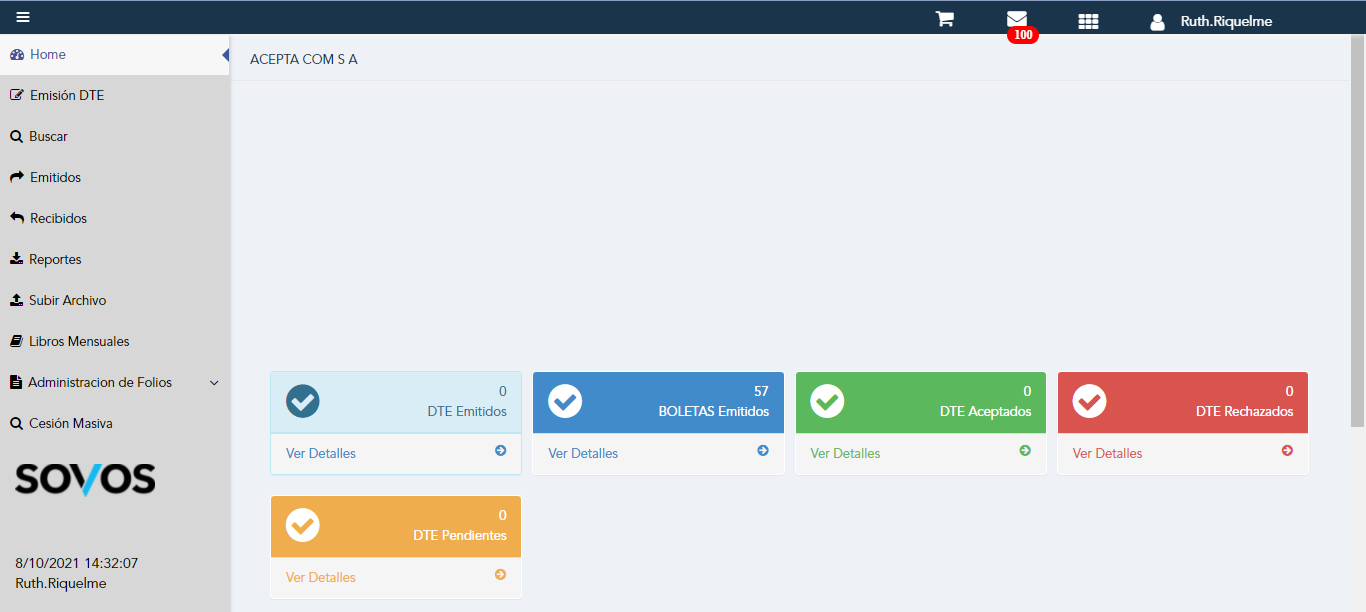 100
Ruth.Riquelme
Home
ACEPTA COM S A
Emisión DTE
Buscar
Emitidos
Recibidos
Reportes
Subir Archivo
Libros Mensuales
Administracion de Folios
Cesión Masiva
SOVOS
8/10/2021 14:32:07
Ruth.Riquelme
0
DTE Emitidos
Ver Detalles
57
BOLETAS Emitidos
Ver Detalles
0
DTE Aceptados
Ver Detalles
0
DTE Rechazados
Ver Detalles
0
DTE Pendientes
Ver Detalles